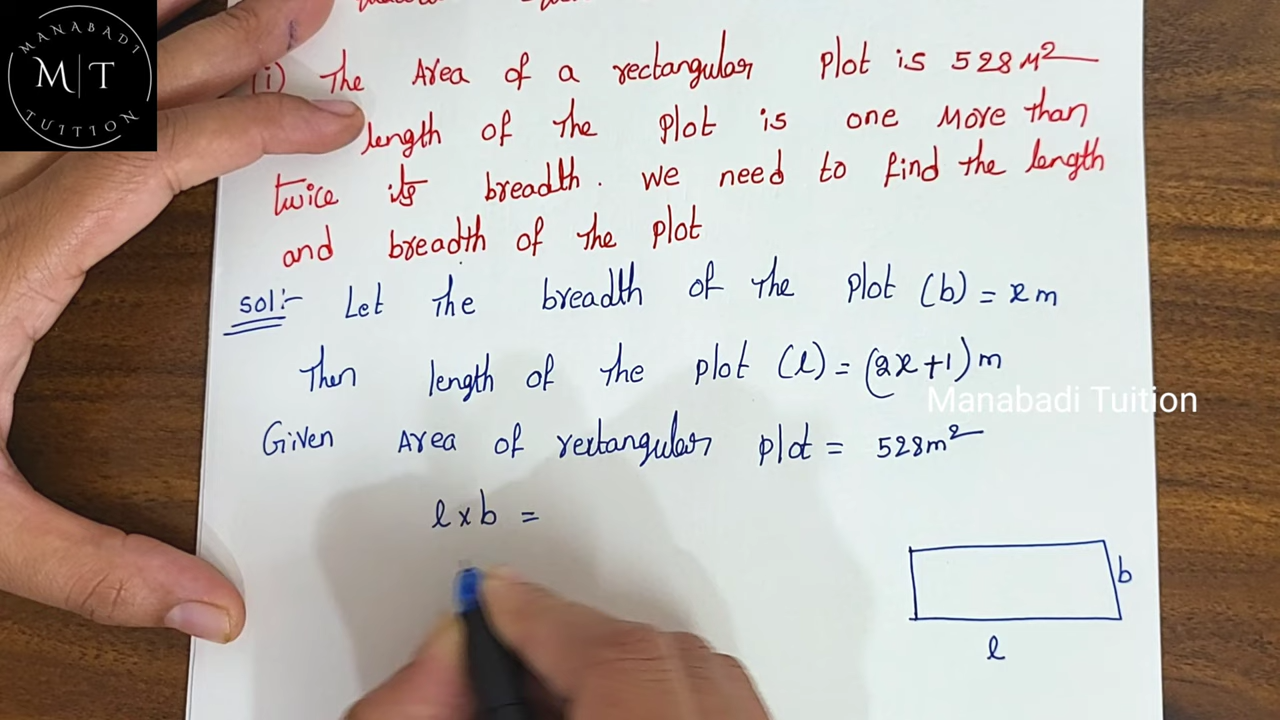 MANABADI
M|T
TUITION
(i) The Area of a rectangular plot is 528 M²
length of the plot is one more than
twice its breadth. we need to find the length
and breadth of the plot
Sol:- Let the breadth of the plot (b) = x m
Then length of the plot (l) = (2x+1) m
Manabadi Tuition
Given Area of rectangular plot = 528m²
l x b =
b
l